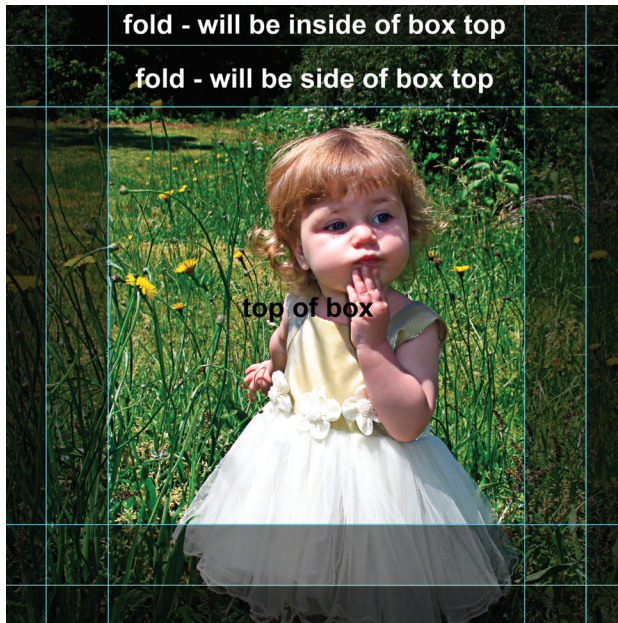 fold - will be inside of box top
fold - will be side of box top
top of box